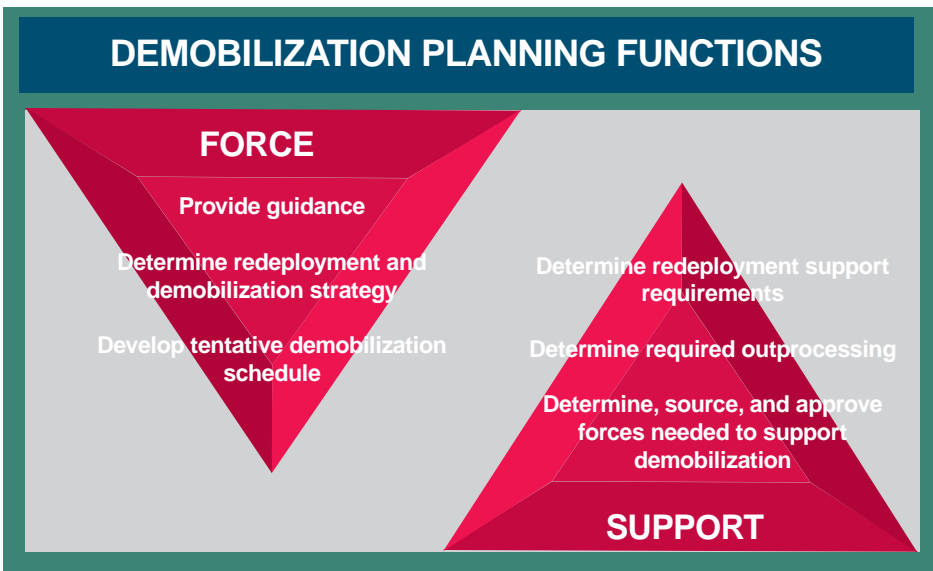 DEMOBILIZATION PLANNING FUNCTIONS
FORCE
Provide guidance
Determine redeployment and
demobilization strategy
Develop tentative demobilization
schedule
Determine redeployment support
requirements
Determine required outprocessing
Determine, source, and approve
forces needed to support
demobilization
SUPPORT